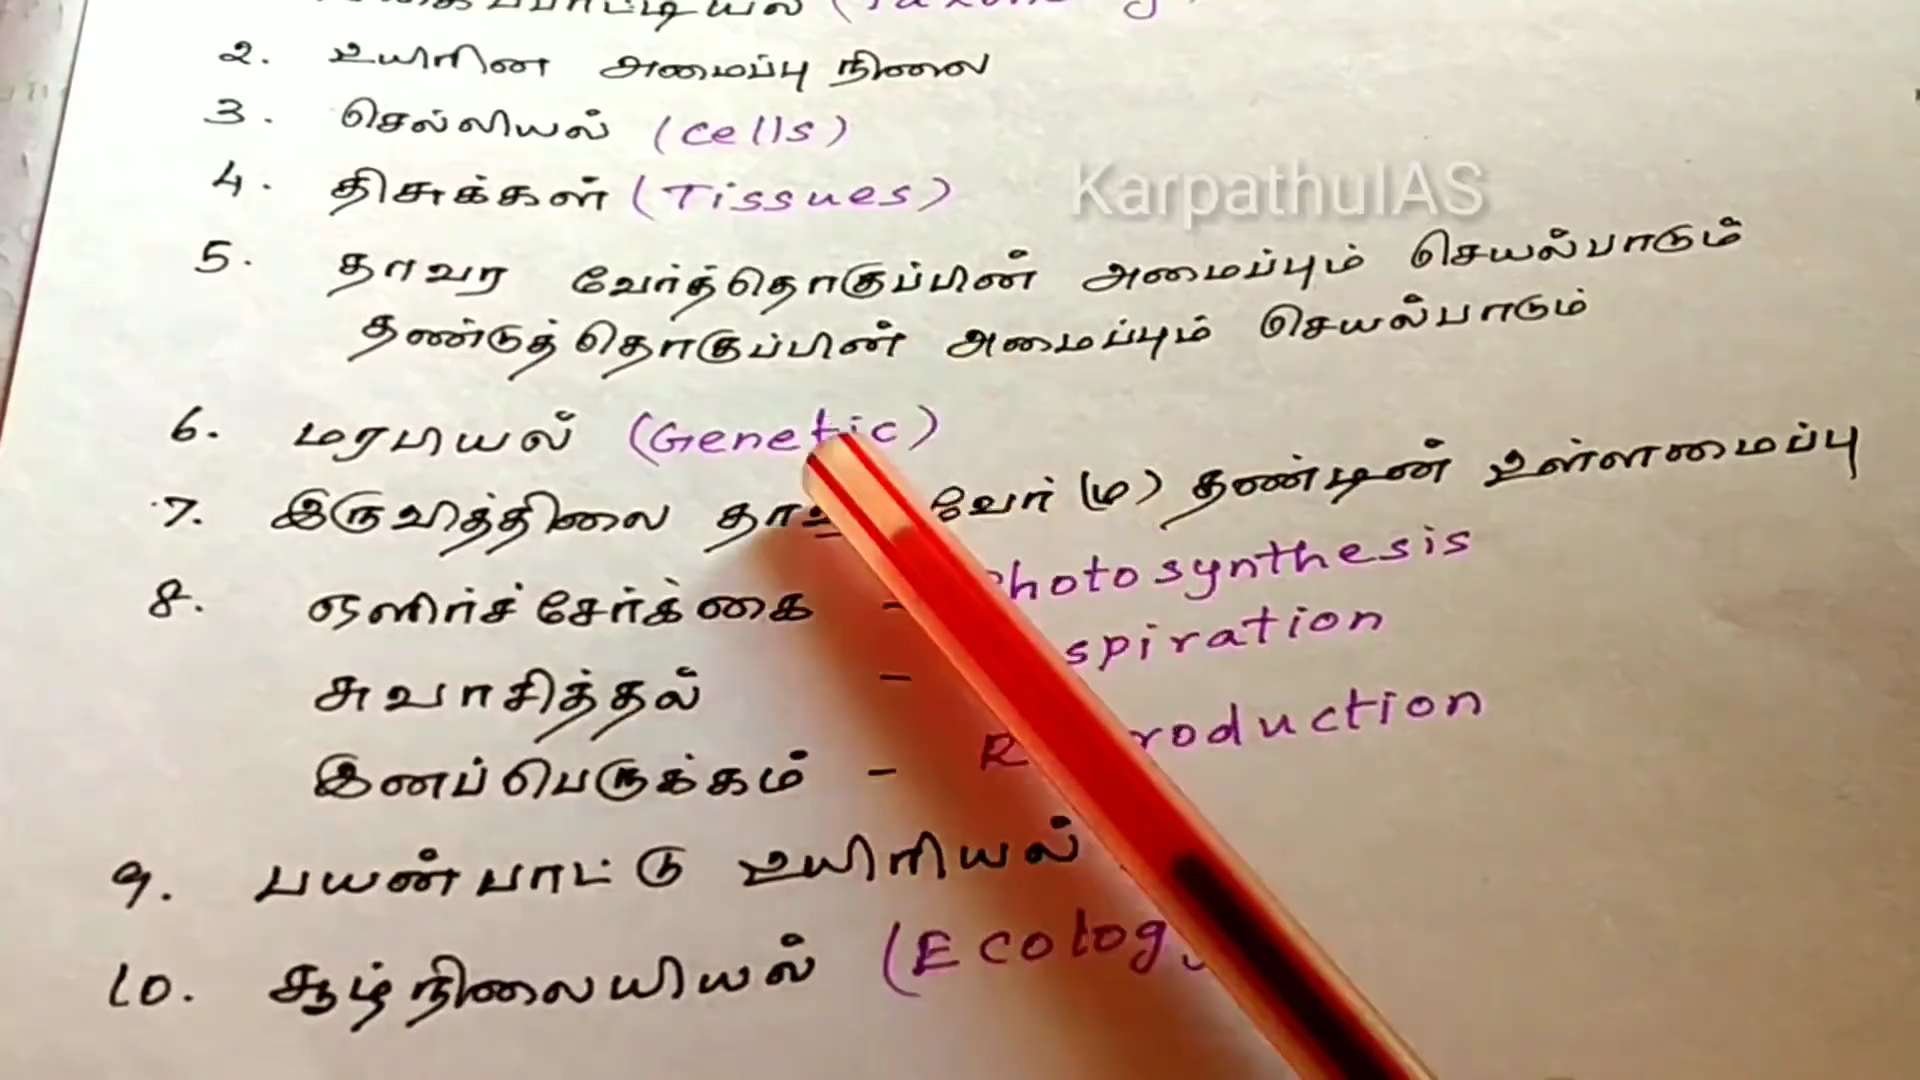 2. உயிரின அமைப்பு நிலை
3. செல்லியல் (cells)
4. திசுக்கள் (Tissues)
KarpathuIAS
5. தாவர வேர்த்தொகுப்பின் அமைப்பும் செயல்பாடும்
தண்டுத்தொகுப்பின் அமைப்பும் செயல்பாடும்
6. மரபியல் (Genetic)
7. இருவித்திலை வேர் (ம) தண்டின் உள்ளமைப்பு
8. ஒளிர்ச்சேர்க்கை - Photosynthesis
சுவாசித்தல் - spiration
இனப்பெருக்கம் - R roduction
9. பயன்பாட்டு உயிரியல்
10. சூழ்நிலையியல் (Ecology